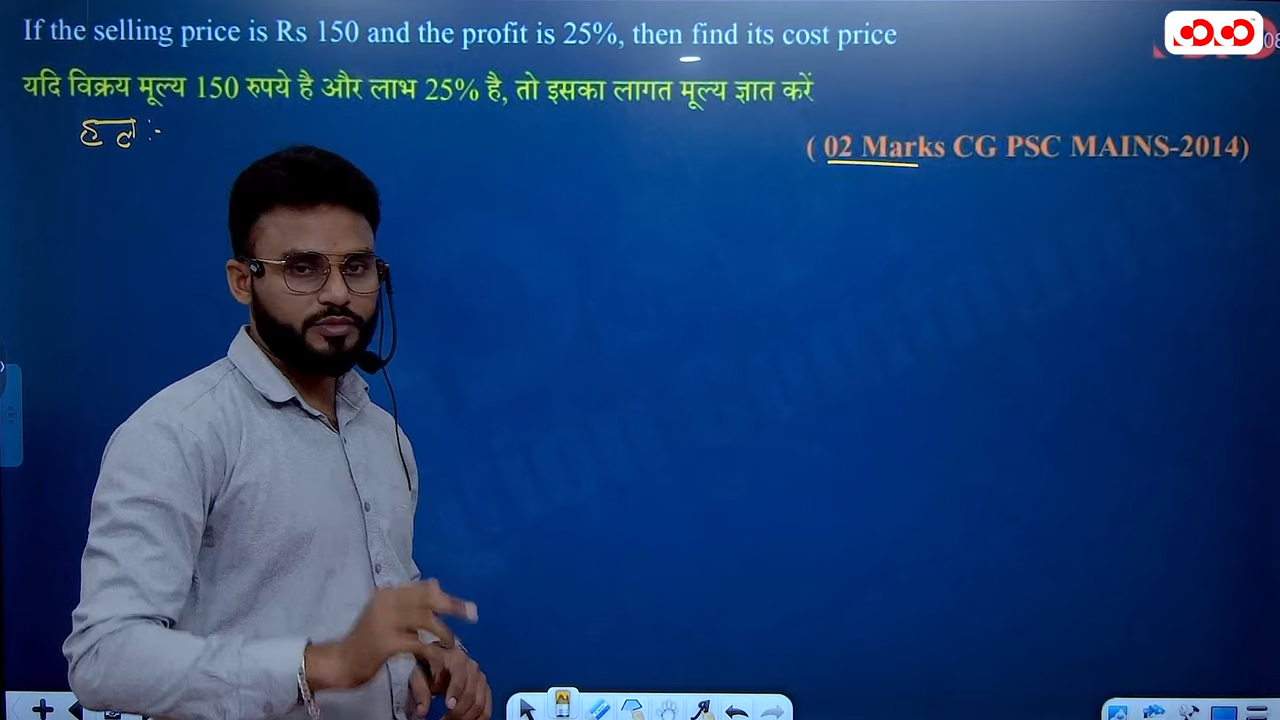 If the selling price is Rs 150 and the profit is 25%, then find its cost price
यदि विक्रय मूल्य 150 रुपये है और लाभ 25% है, तो इसका लागत मूल्य ज्ञात करें
हल :-
( 02 Marks CG PSC MAINS-2014)